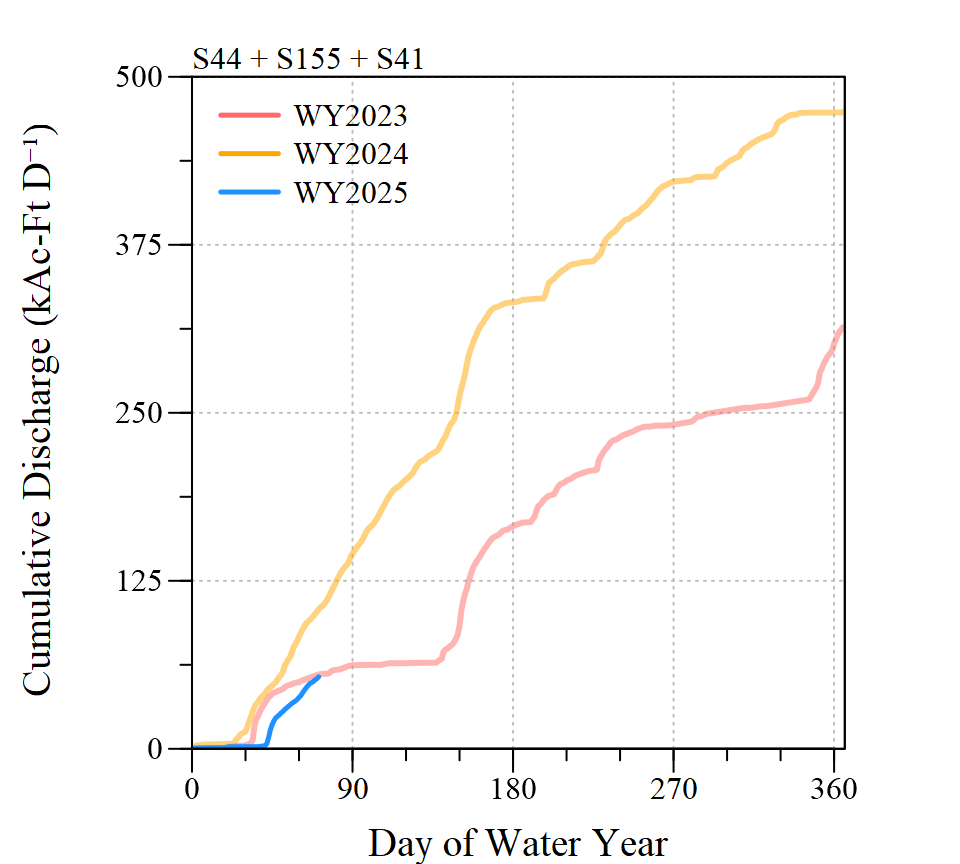 S44 + S155 + S41
500
375
250
125
0
WY2023
WY2024
WY2025
Cumulative Discharge (kAc-Ft D⁻¹)
0 90 180 270 360
Day of Water Year